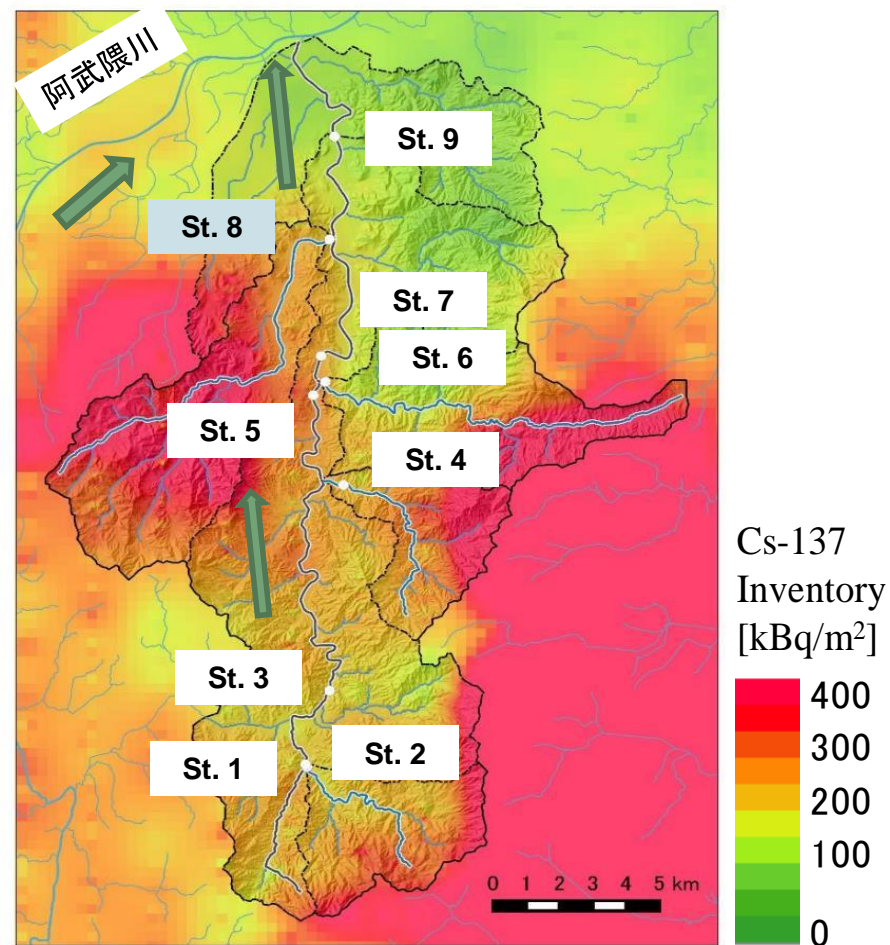 阿武隈川
St. 9
St. 8
St. 7
St. 6
St. 5
St. 4
St. 3
St. 2
St. 1
0 1 2 3 4 5 km
Cs-137
Inventory
[kBq/m²]
400
300
200
100
0